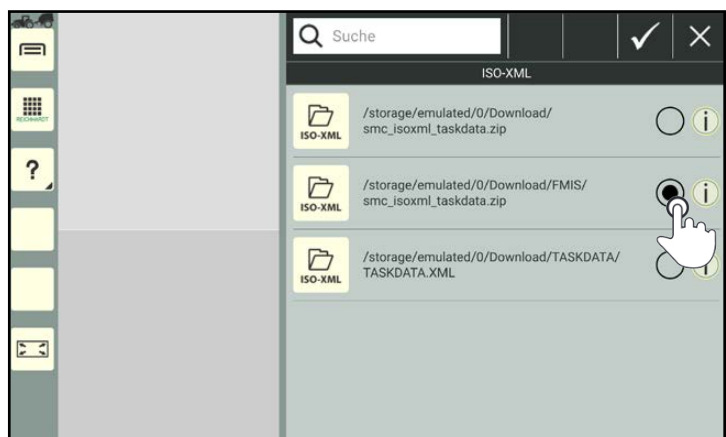 Suche
ISO-XML
REICHHARDT
?
ISO-XML
/storage/emulated/0/Download/
smc_isoxml_taskdata.zip
i
ISO-XML
/storage/emulated/0/Download/FMIS/
smc_isoxml_taskdata.zip
i
ISO-XML
/storage/emulated/0/Download/TASKDATA/
TASKDATA.XML
i